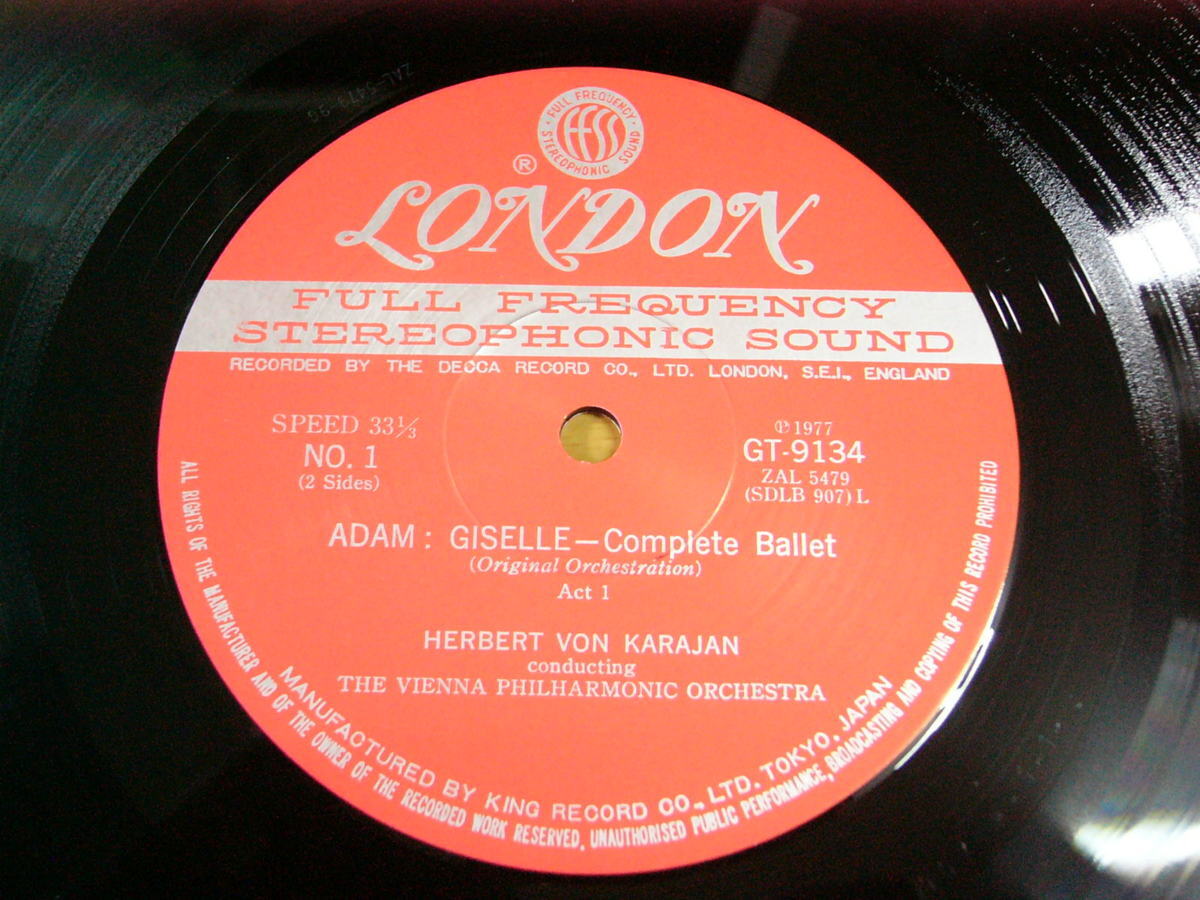 FULL FREQUENCY
ffss
STEREOPHONIC SOUND
®
LONDON
FULL FREQUENCY
STEREOPHONIC SOUND
RECORDED BY THE DECCA RECORD CO., LTD. LONDON, S.E.I., ENGLAND
SPEED 33⅓
NO. 1
(2 Sides)
℗ 1977
GT-9134
ZAL 5479
(SDLB 907) L
ADAM : GISELLE—Complete Ballet
(Original Orchestration)
Act 1
HERBERT VON KARAJAN
conducting
THE VIENNA PHILHARMONIC ORCHESTRA
MANUFACTURED BY KING RECORD CO., LTD. TOKYO. JAPAN
ALL RIGHTS OF THE MANUFACTURER AND OF THE OWNER OF THE RECORDED WORK RESERVED, UNAUTHORISED PUBLIC PERFORMANCE, BROADCASTING AND COPYING OF THIS RECORD PROHIBITED